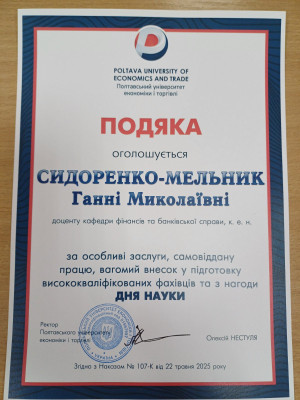 POLTAVA UNIVERSITY OF
ECONOMICS AND TRADE
Полтавський університет
економіки і торгівлі
ПОДЯКА
оголошується
СИДОРЕНКО-МЕЛЬНИК
Ганні Миколаївні
доценту кафедри фінансів та банківської справи, к. е. н.
за особливі заслуги, самовіддану
працю, вагомий внесок у підготовку
висококваліфікованих фахівців та з нагоди
ДНЯ НАУКИ
Ректор
Полтавського університету
економіки і торгівлі
Олексій НЕСТУЛЯ
Згідно з Наказом № 107-К від 22 травня 2025 року